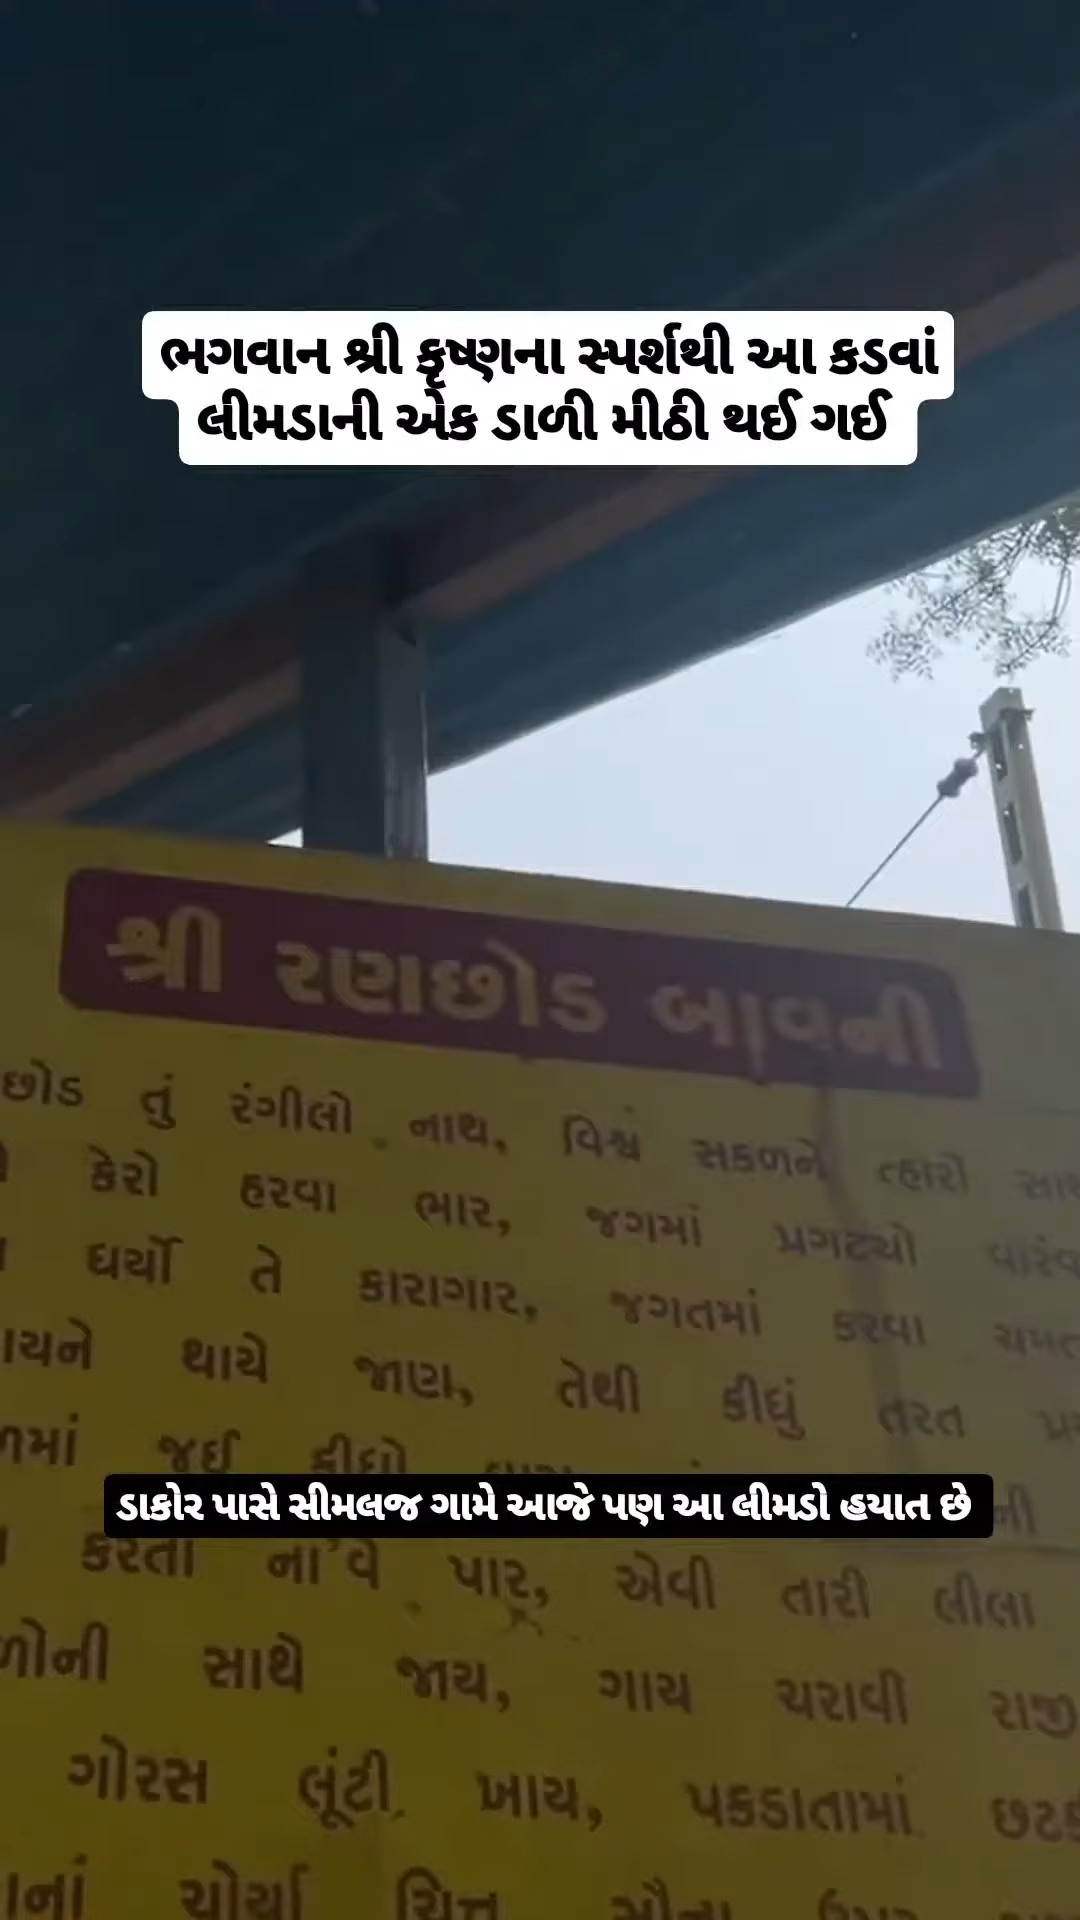 ભગવાન શ્રી કૃષ્ણના સ્પર્શથી આ કડવાં
લીમડાની એક ડાળી મીઠી થઈ ગઈ
શ્રી રણછોડ બાવની
છોડ તું રંગીલો નાથ, વિશ્વ સકળને ત્હારો
કેરો હરવા ભાર, જગમાં પ્રગટ્યો
ધર્યો તે કારાગાર, જગતમાં કરવા
થાયે જાણ, તેથી કીધું તરત
જઈ કીધો
ડાકોર પાસે સીમલજ ગામે આજે પણ આ લીમડો હયાત છે
કરતા ના'વે પાર, એવી તારી લીલા
સાથે જાય, ગાય ચરાવી રાજી
ગોરસ લૂંટી ખાય, પકડાતામાં
ચોર્યા ચિત્ત